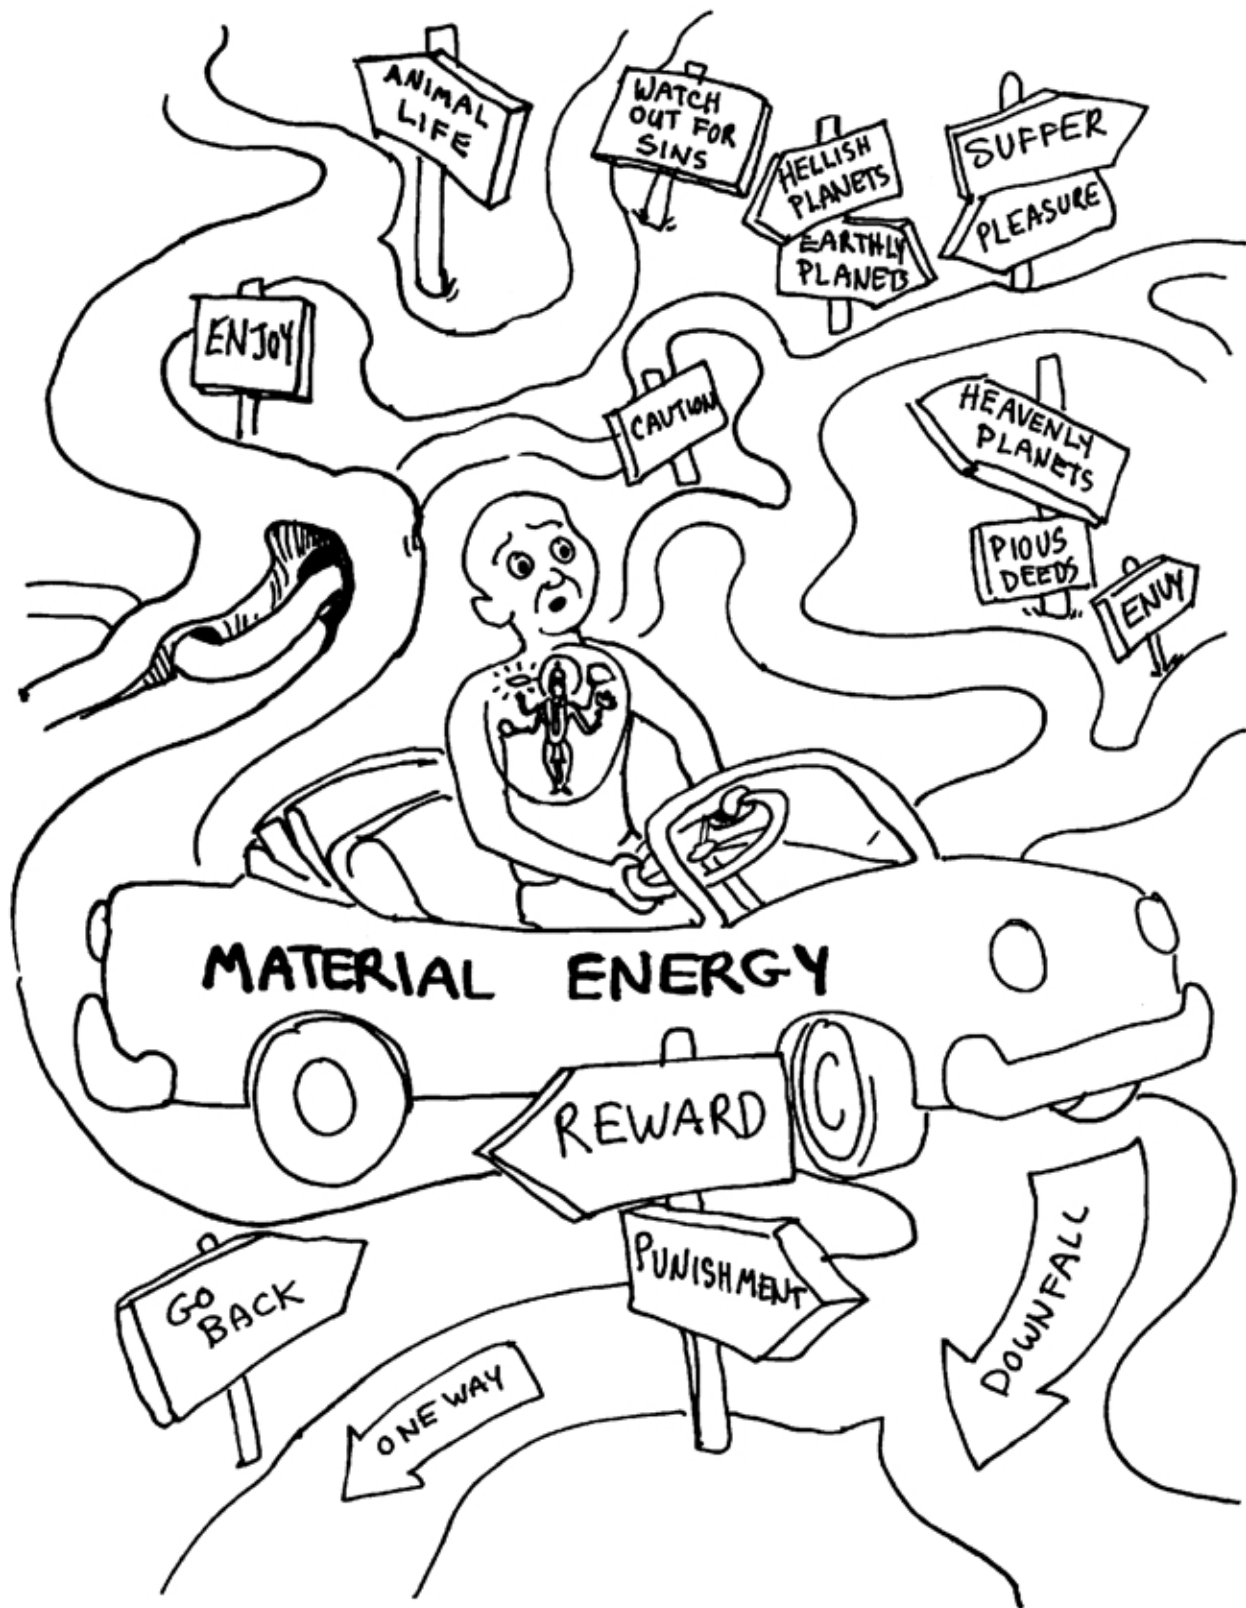 ANIMAL
LIFE
WATCH
OUT FOR
SINS
HELLISH
PLANETS
EARTHLY
PLANETS
SUFFER
PLEASURE
ENJOY
CAUTION
HEAVENLY
PLANETS
PIOUS
DEEDS
ENVY
MATERIAL ENERGY
REWARD
PUNISHMENT
GO
BACK
ONE WAY
DOWNFALL